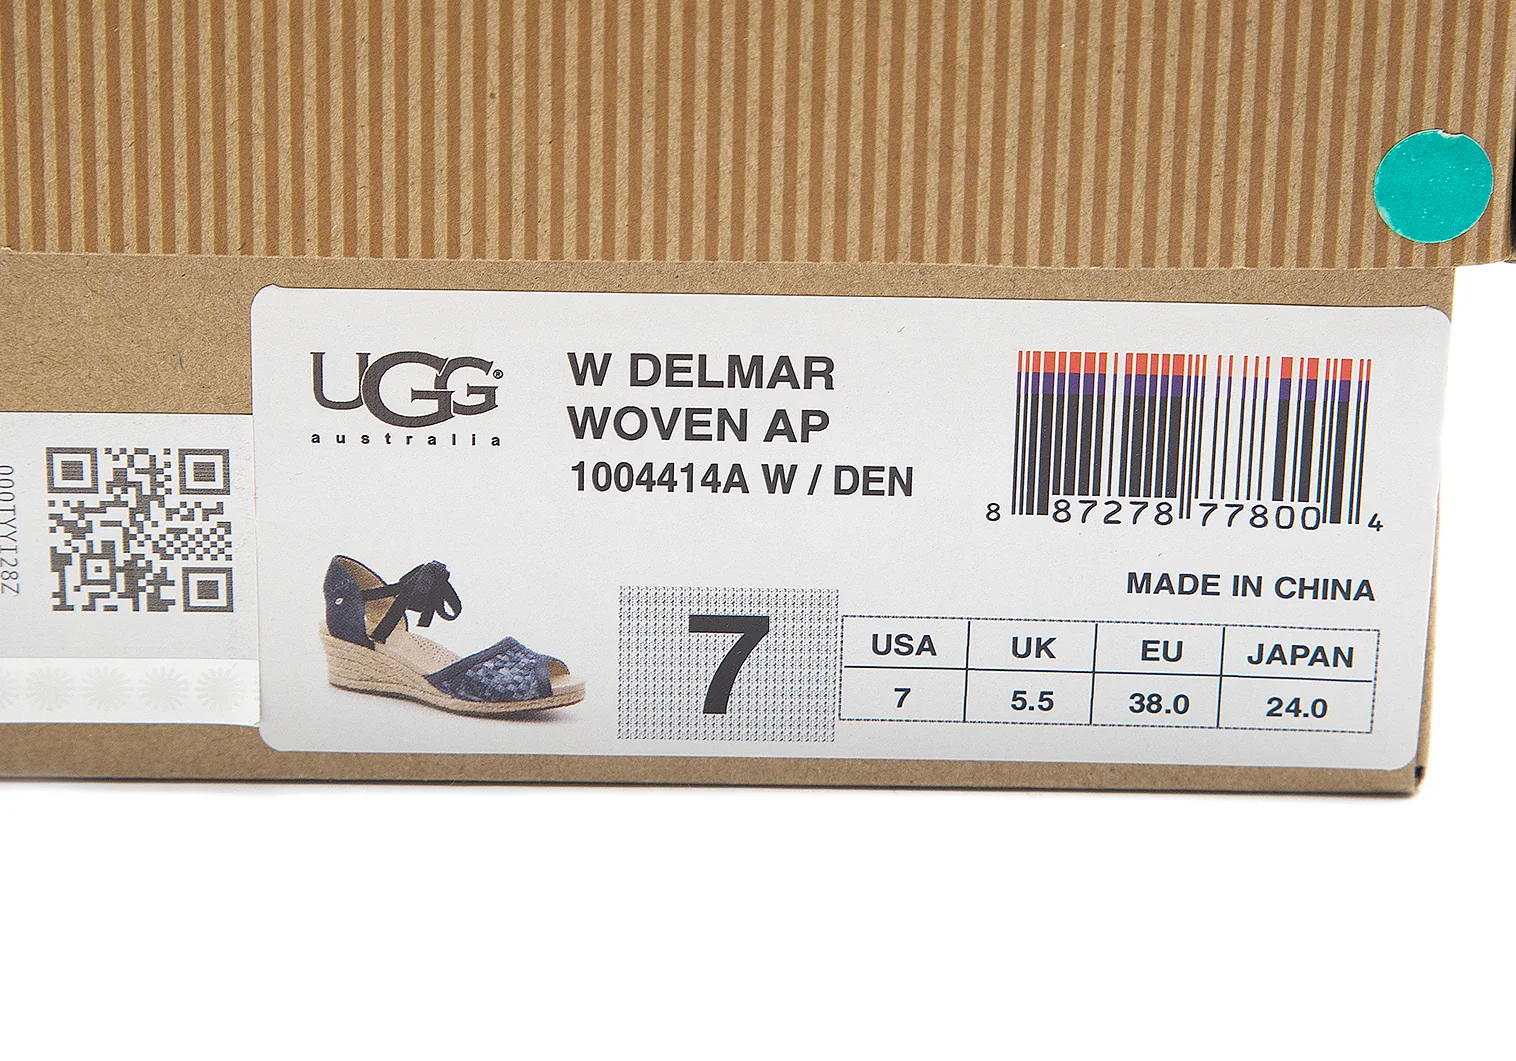 UGG®
australia
W DELMAR
WOVEN AP
1004414A W / DEN
8 87278 77800 4
MADE IN CHINA
7
USA UK EU JAPAN
7 5.5 38.0 24.0